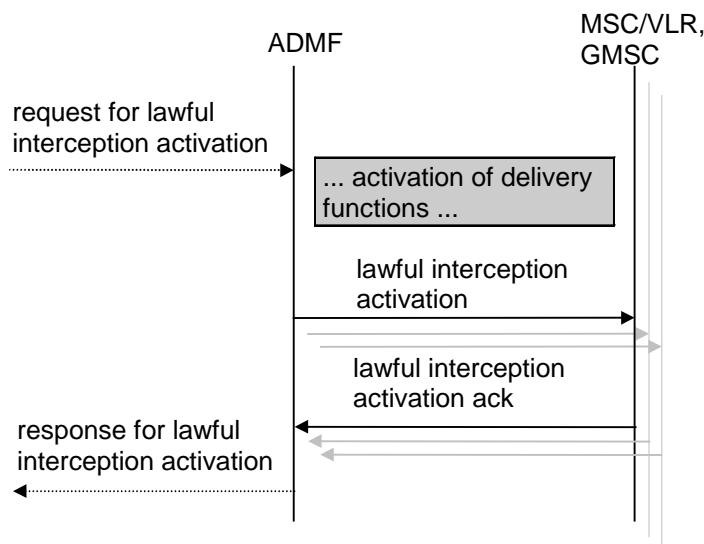 ADMF
MSC/VLR,
GMSC
request for lawful
interception activation
... activation of delivery
functions ...
lawful interception
activation
lawful interception
activation ack
response for lawful
interception activation